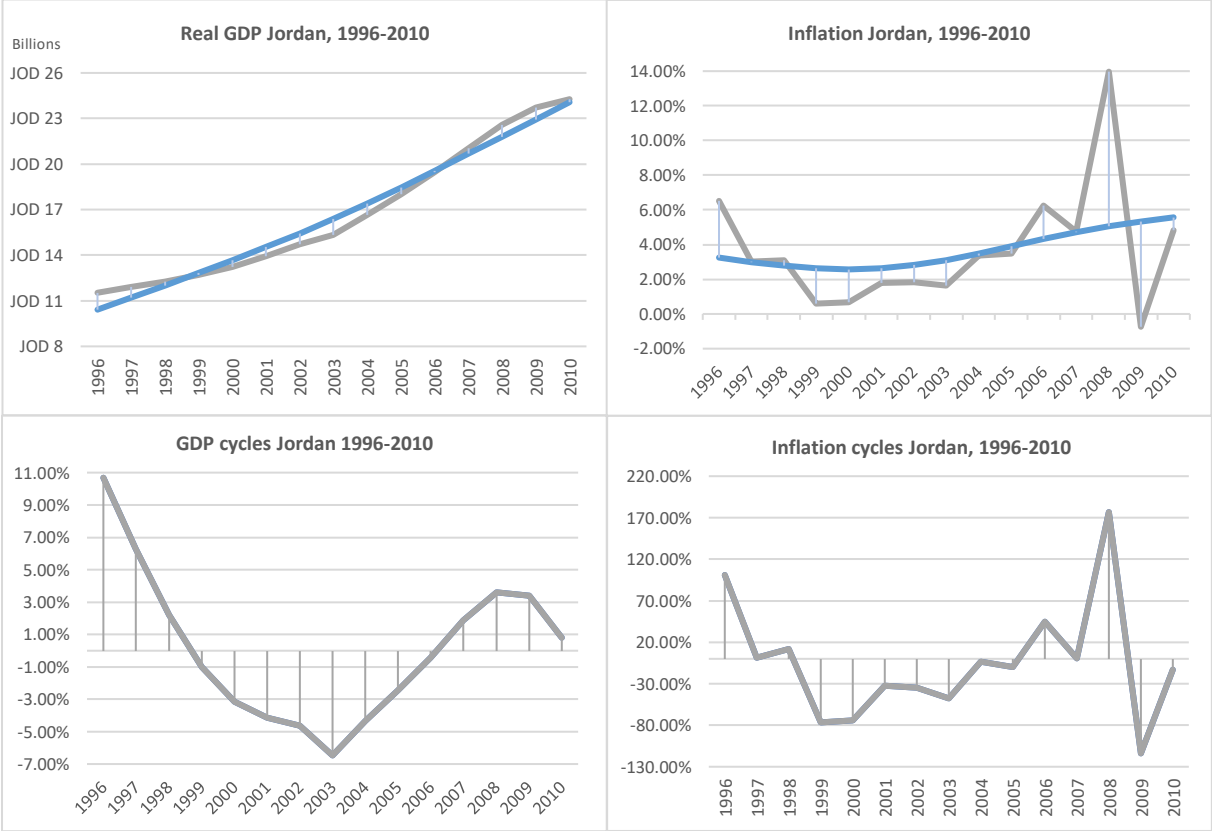 Real GDP Jordan, 1996-2010
Billions
JOD 26
JOD 23
JOD 20
JOD 17
JOD 14
JOD 11
JOD 8
1996 1997 1998 1999 2000 2001 2002 2003 2004 2005 2006 2007 2008 2009 2010
Inflation Jordan, 1996-2010
14.00%
12.00%
10.00%
8.00%
6.00%
4.00%
2.00%
0.00%
-2.00%
1996 1997 1998 1999 2000 2001 2002 2003 2004 2005 2006 2007 2008 2009 2010
GDP cycles Jordan 1996-2010
11.00%
9.00%
7.00%
5.00%
3.00%
1.00%
-1.00%
-3.00%
-5.00%
-7.00%
1996 1997 1998 1999 2000 2001 2002 2003 2004 2005 2006 2007 2008 2009 2010
Inflation cycles Jordan, 1996-2010
220.00%
170.00%
120.00%
70.00%
20.00%
-30.00%
-80.00%
-130.00%
1996 1997 1998 1999 2000 2001 2002 2003 2004 2005 2006 2007 2008 2009 2010